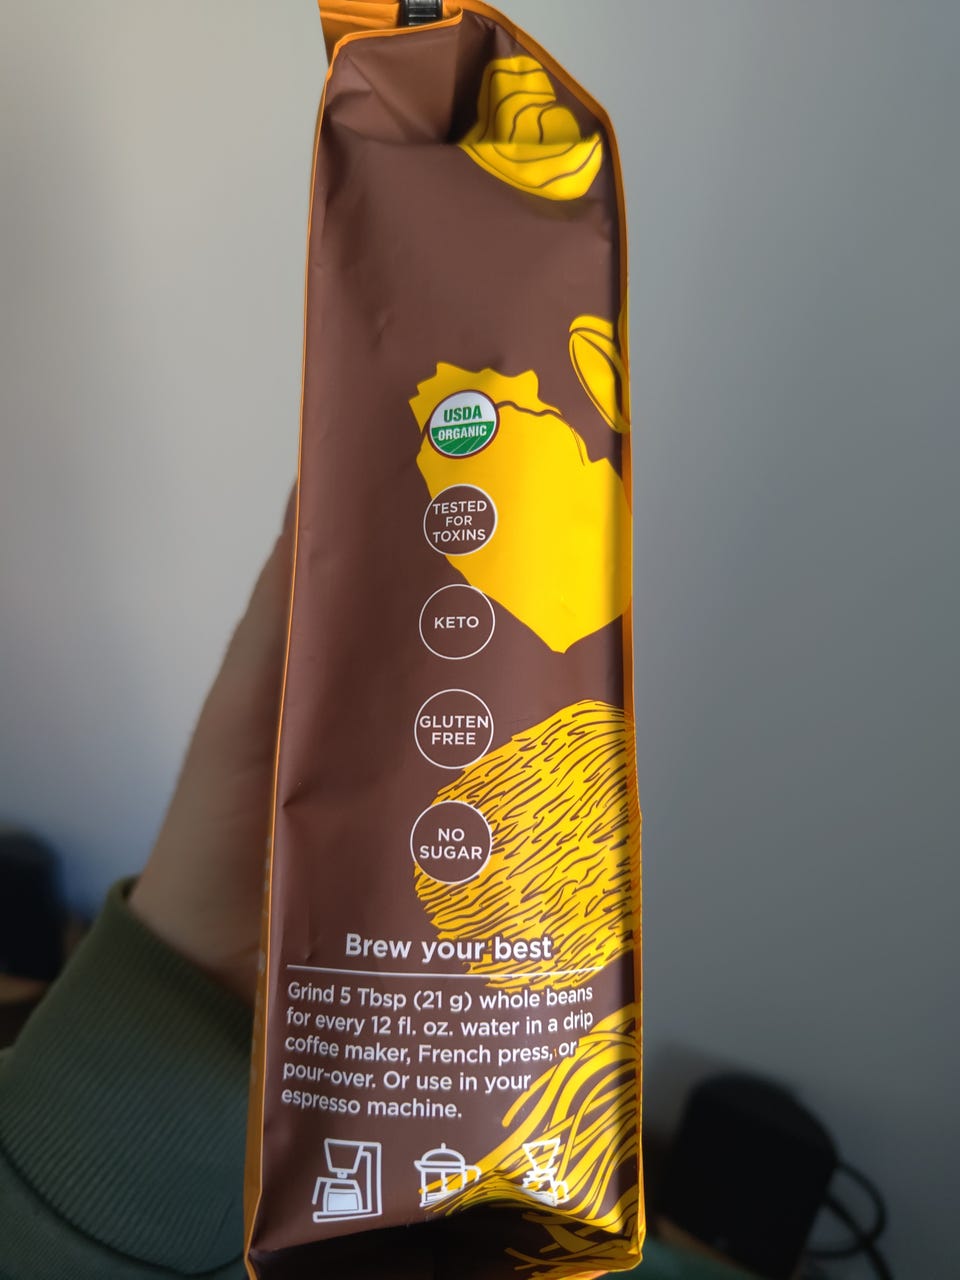 USDA
ORGANIC
TESTED
FOR
TOXINS
KETO
GLUTEN
FREE
NO
SUGAR
Brew your best
Grind 5 Tbsp (21 g) whole beans
for every 12 fl. oz. water in a drip
coffee maker, French press, or
pour-over. Or use in your
espresso machine.